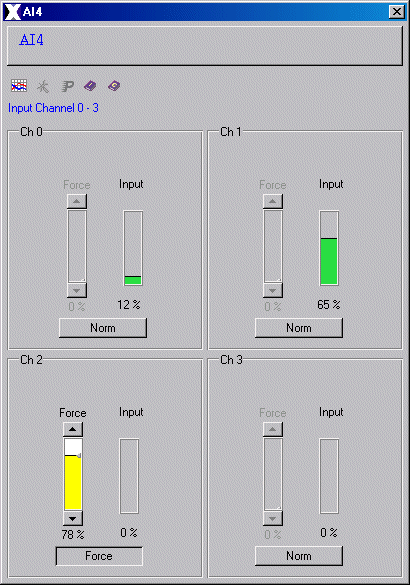 AI4
AI4
Input Channel 0 - 3
Ch 0
Force Input
0 % 12 %
Norm
Ch 1
Force Input
0 % 65 %
Norm
Ch 2
Force Input
78 % 0 %
Force
Ch 3
Force Input
0 % 0 %
Norm